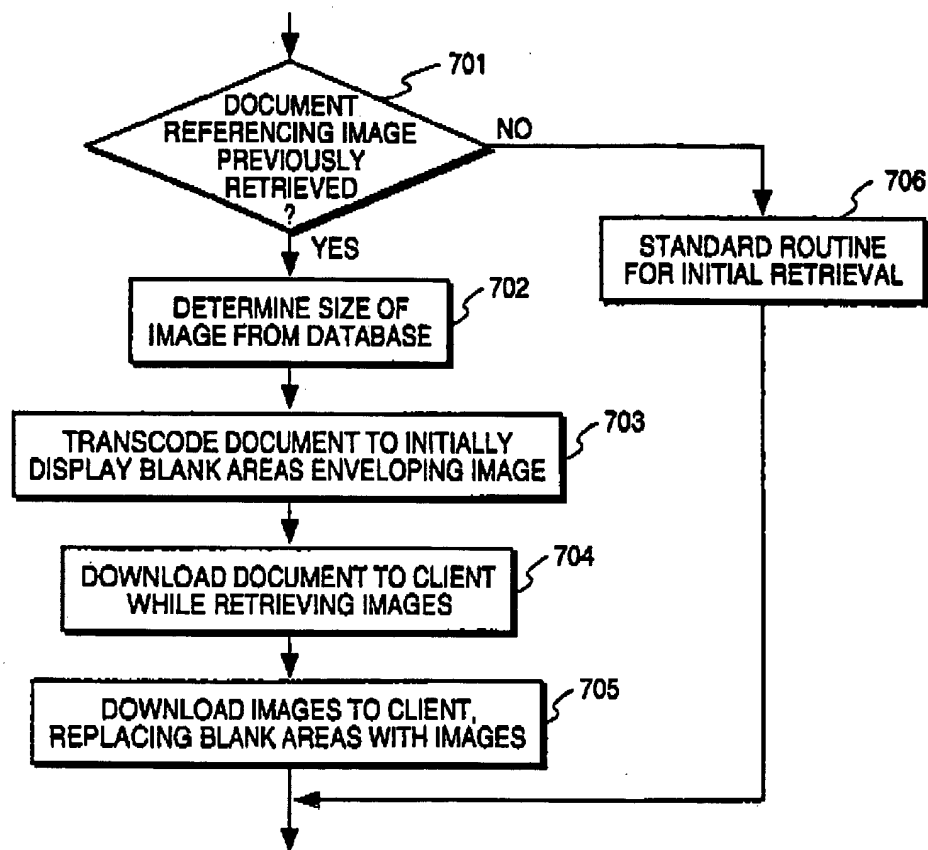 701
DOCUMENT
REFERENCING IMAGE
PREVIOUSLY
RETRIEVED
?
NO
YES
706
STANDARD ROUTINE
FOR INITIAL RETRIEVAL
702
DETERMINE SIZE OF
IMAGE FROM DATABASE
703
TRANSCODE DOCUMENT TO INITIALLY
DISPLAY BLANK AREAS ENVELOPING IMAGE
704
DOWNLOAD DOCUMENT TO CLIENT
WHILE RETRIEVING IMAGES
705
DOWNLOAD IMAGES TO CLIENT,
REPLACING BLANK AREAS WITH IMAGES